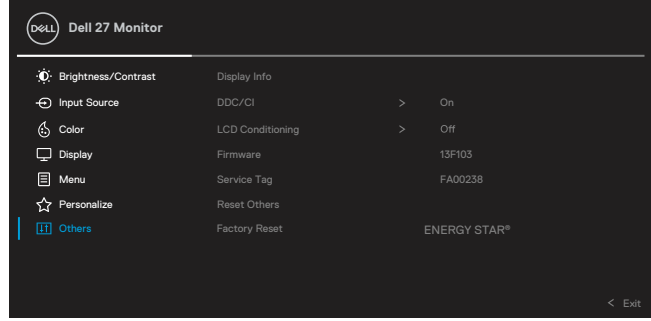 DELL Dell 27 Monitor
Brightness/Contrast Display Info
Input Source DDC/CI > On
Color LCD Conditioning > Off
Display Firmware 13F103
Menu Service Tag FA00238
Personalize Reset Others
Others Factory Reset ENERGY STAR®
< Exit